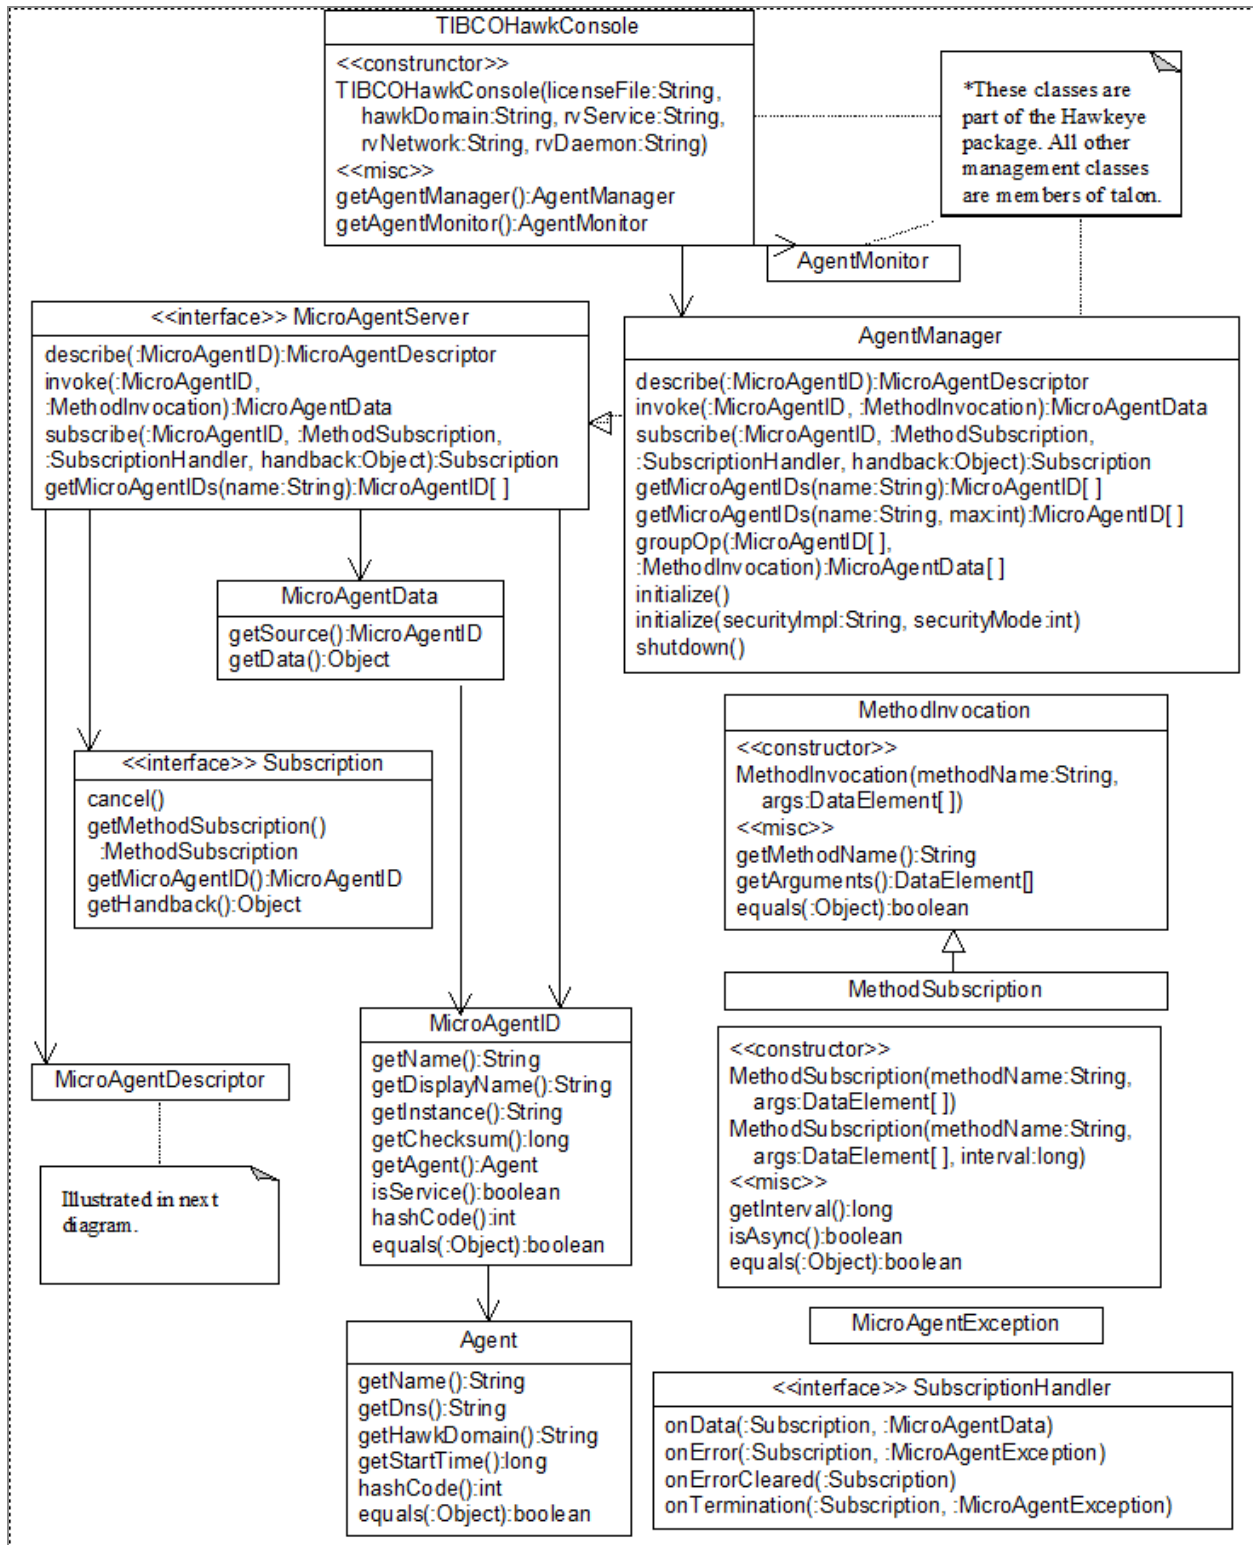 TIBCOHawkConsole
<<construnctor>>
TIBCOHawkConsole(licenseFile:String,
hawkDomain:String, rvService:String,
rvNetwork:String, rvDaemon:String)
<<misc>>
getAgentManager():AgentManager
getAgentMonitor():AgentMonitor
*These classes are
part of the Hawkeye
package. All other
management classes
are members of talon.
AgentMonitor
<<interface>> MicroAgentServer
describe(:MicroAgentID):MicroAgentDescriptor
invoke(:MicroAgentID,
:MethodInvocation):MicroAgentData
subscribe(:MicroAgentID, :MethodSubscription,
:SubscriptionHandler, handback:Object):Subscription
getMicroAgentIDs(name:String):MicroAgentID[ ]
AgentManager
describe(:MicroAgentID):MicroAgentDescriptor
invoke(:MicroAgentID, :MethodInvocation):MicroAgentData
subscribe(:MicroAgentID, :MethodSubscription,
:SubscriptionHandler, handback:Object):Subscription
getMicroAgentIDs(name:String):MicroAgentID[ ]
getMicroAgentIDs(name:String, max:int):MicroAgentID[ ]
groupOp(:MicroAgentID[ ],
:MethodInvocation):MicroAgentData[ ]
initialize()
initialize(securityImpl:String, securityMode:int)
shutdown()
MicroAgentData
getSource():MicroAgentID
getData():Object
<<interface>> Subscription
cancel()
getMethodSubscription()
:MethodSubscription
getMicroAgentID():MicroAgentID
getHandback():Object
MethodInvocation
<<constructor>>
MethodInvocation(methodName:String,
args:DataElement[ ])
<<misc>>
getMethodName():String
getArguments():DataElement[]
equals(:Object):boolean
MethodSubscription
<<constructor>>
MethodSubscription(methodName:String,
args:DataElement[ ])
MethodSubscription(methodName:String,
args:DataElement[ ], interval:long)
<<misc>>
getInterval():long
isAsync():boolean
equals(:Object):boolean
MicroAgentID
getName():String
getDisplayName():String
getInstance():String
getChecksum():long
getAgent():Agent
isService():boolean
hashCode():int
equals(:Object):boolean
MicroAgentDescriptor
Illustrated in next
diagram.
Agent
getName():String
getDns():String
getHawkDomain():String
getStartTime():long
hashCode():int
equals(:Object):boolean
MicroAgentException
<<interface>> SubscriptionHandler
onData(:Subscription, :MicroAgentData)
onError(:Subscription, :MicroAgentException)
onErrorCleared(:Subscription)
onTermination(:Subscription, :MicroAgentException)